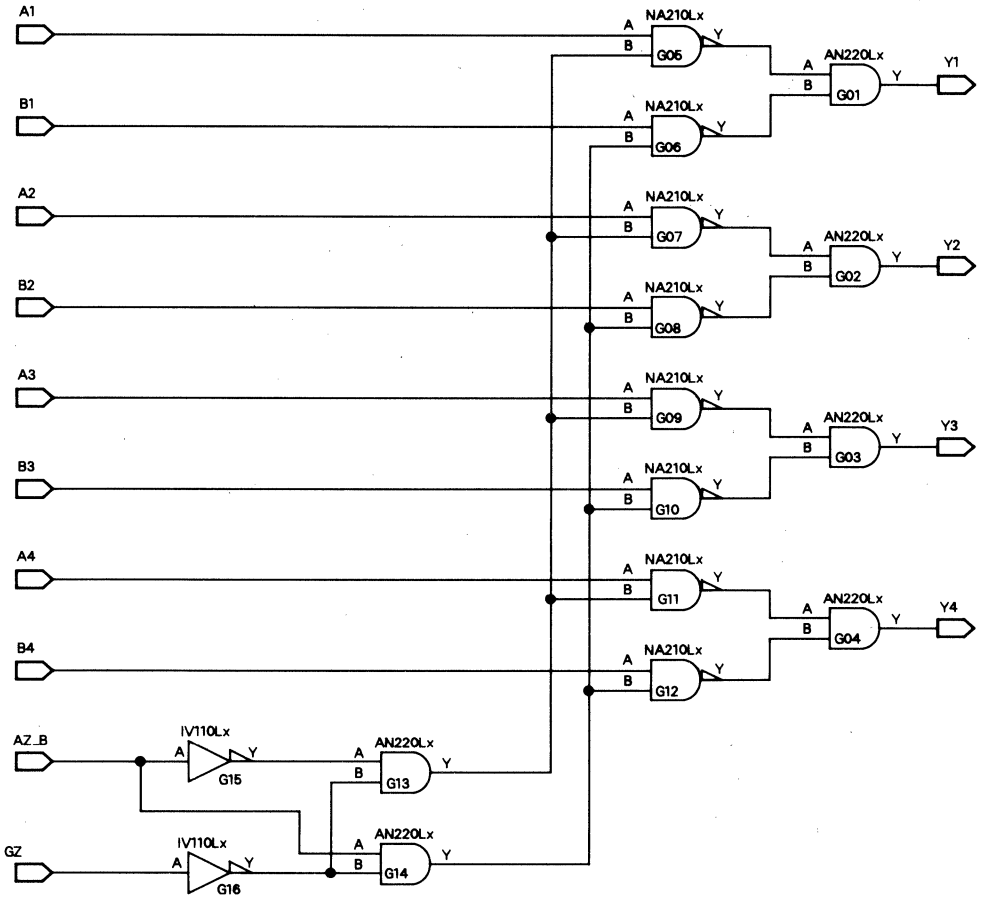 A1
NA210Lx
A
Y
B
G05
AN220Lx
A
B
G01
Y
Y1
B1
NA210Lx
A
Y
B
G06
A2
NA210Lx
A
Y
B
G07
AN220Lx
A
B
G02
Y
Y2
B2
NA210Lx
A
Y
B
G08
A3
NA210Lx
A
Y
B
G09
AN220Lx
A
B
G03
Y
Y3
B3
NA210Lx
A
Y
B
G10
A4
NA210Lx
A
Y
B
G11
AN220Lx
A
B
G04
Y
Y4
B4
NA210Lx
A
Y
B
G12
AZ_B
IV110Lx
A
Y
G15
AN220Lx
A
B
G13
Y
GZ
IV110Lx
A
Y
G16
AN220Lx
A
B
G14
Y